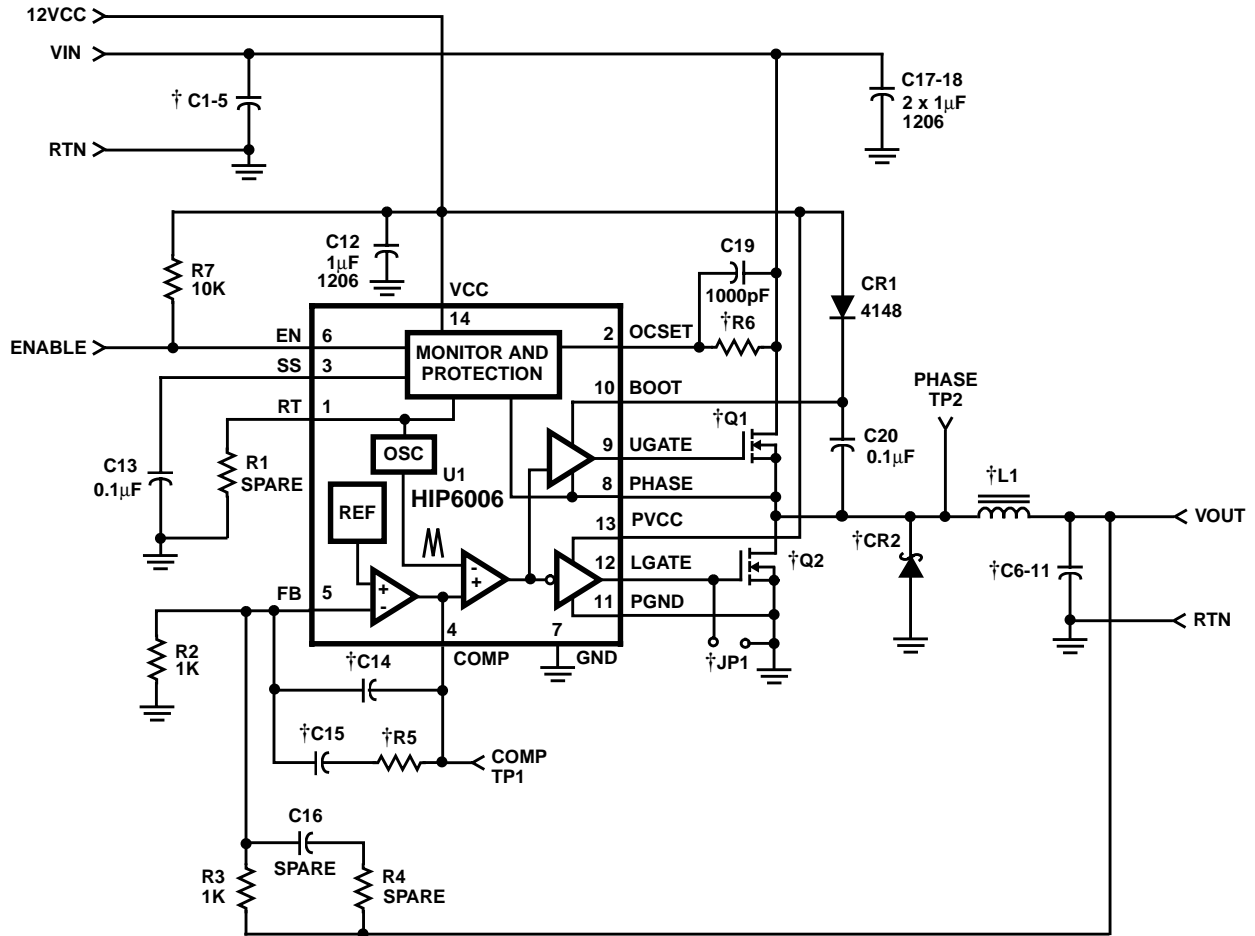 12VCC
VIN
† C1-5
RTN
C17-18
2 x 1µF
1206
C12
1µF
1206
R7
10K
VCC
14
C19
1000pF
†R6
CR1
4148
ENABLE
EN
6
MONITOR AND
PROTECTION
2
OCSET
SS
3
RT
1
10
BOOT
PHASE
TP2
†Q1
OSC
9
UGATE
C20
0.1µF
C13
0.1µF
R1
SPARE
U1
HIP6006
REF
8
PHASE
†L1
VOUT
13
PVCC
†CR2
12
LGATE
†Q2
†C6-11
+
-
-
+
FB
5
11
PGND
RTN
4
COMP
7
GND
†JP1
R2
1K
†C14
†C15
†R5
COMP
TP1
C16
SPARE
R3
1K
R4
SPARE